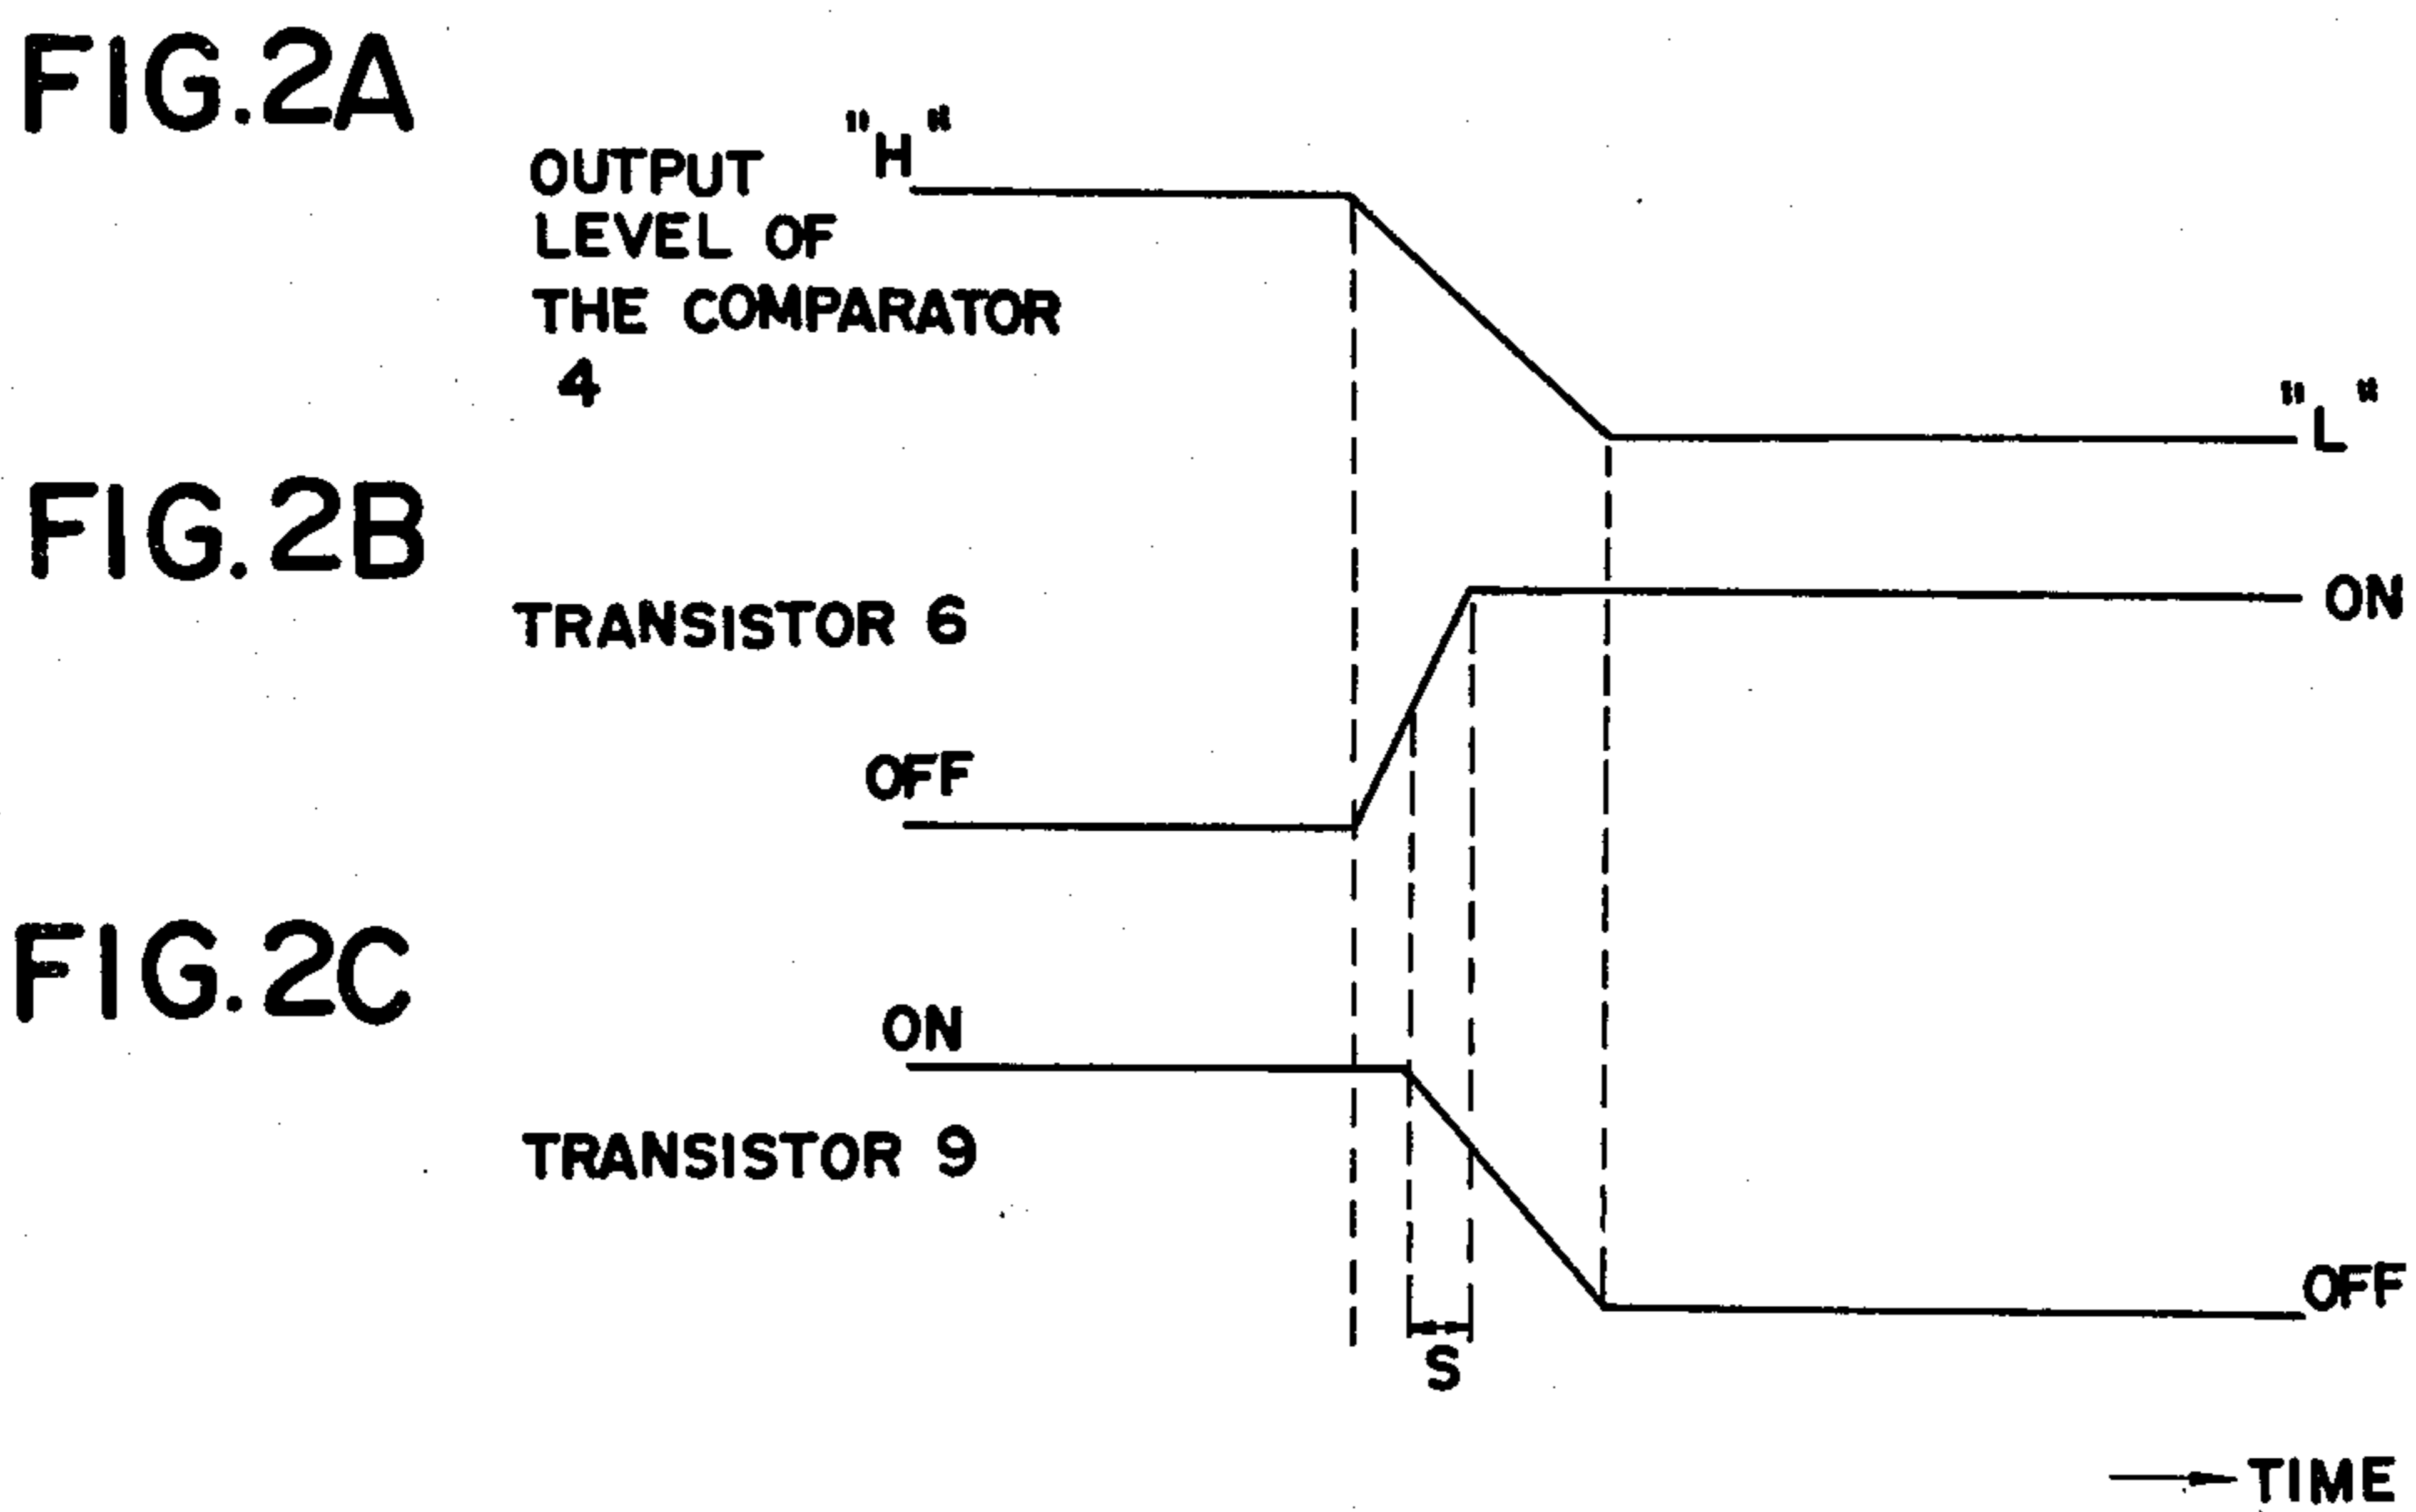 FIG.2A
"H"
OUTPUT
LEVEL OF
THE COMPARATOR
4
"L"
FIG.2B
ON
TRANSISTOR 6
OFF
FIG.2C
ON
TRANSISTOR 9
OFF
S
TIME